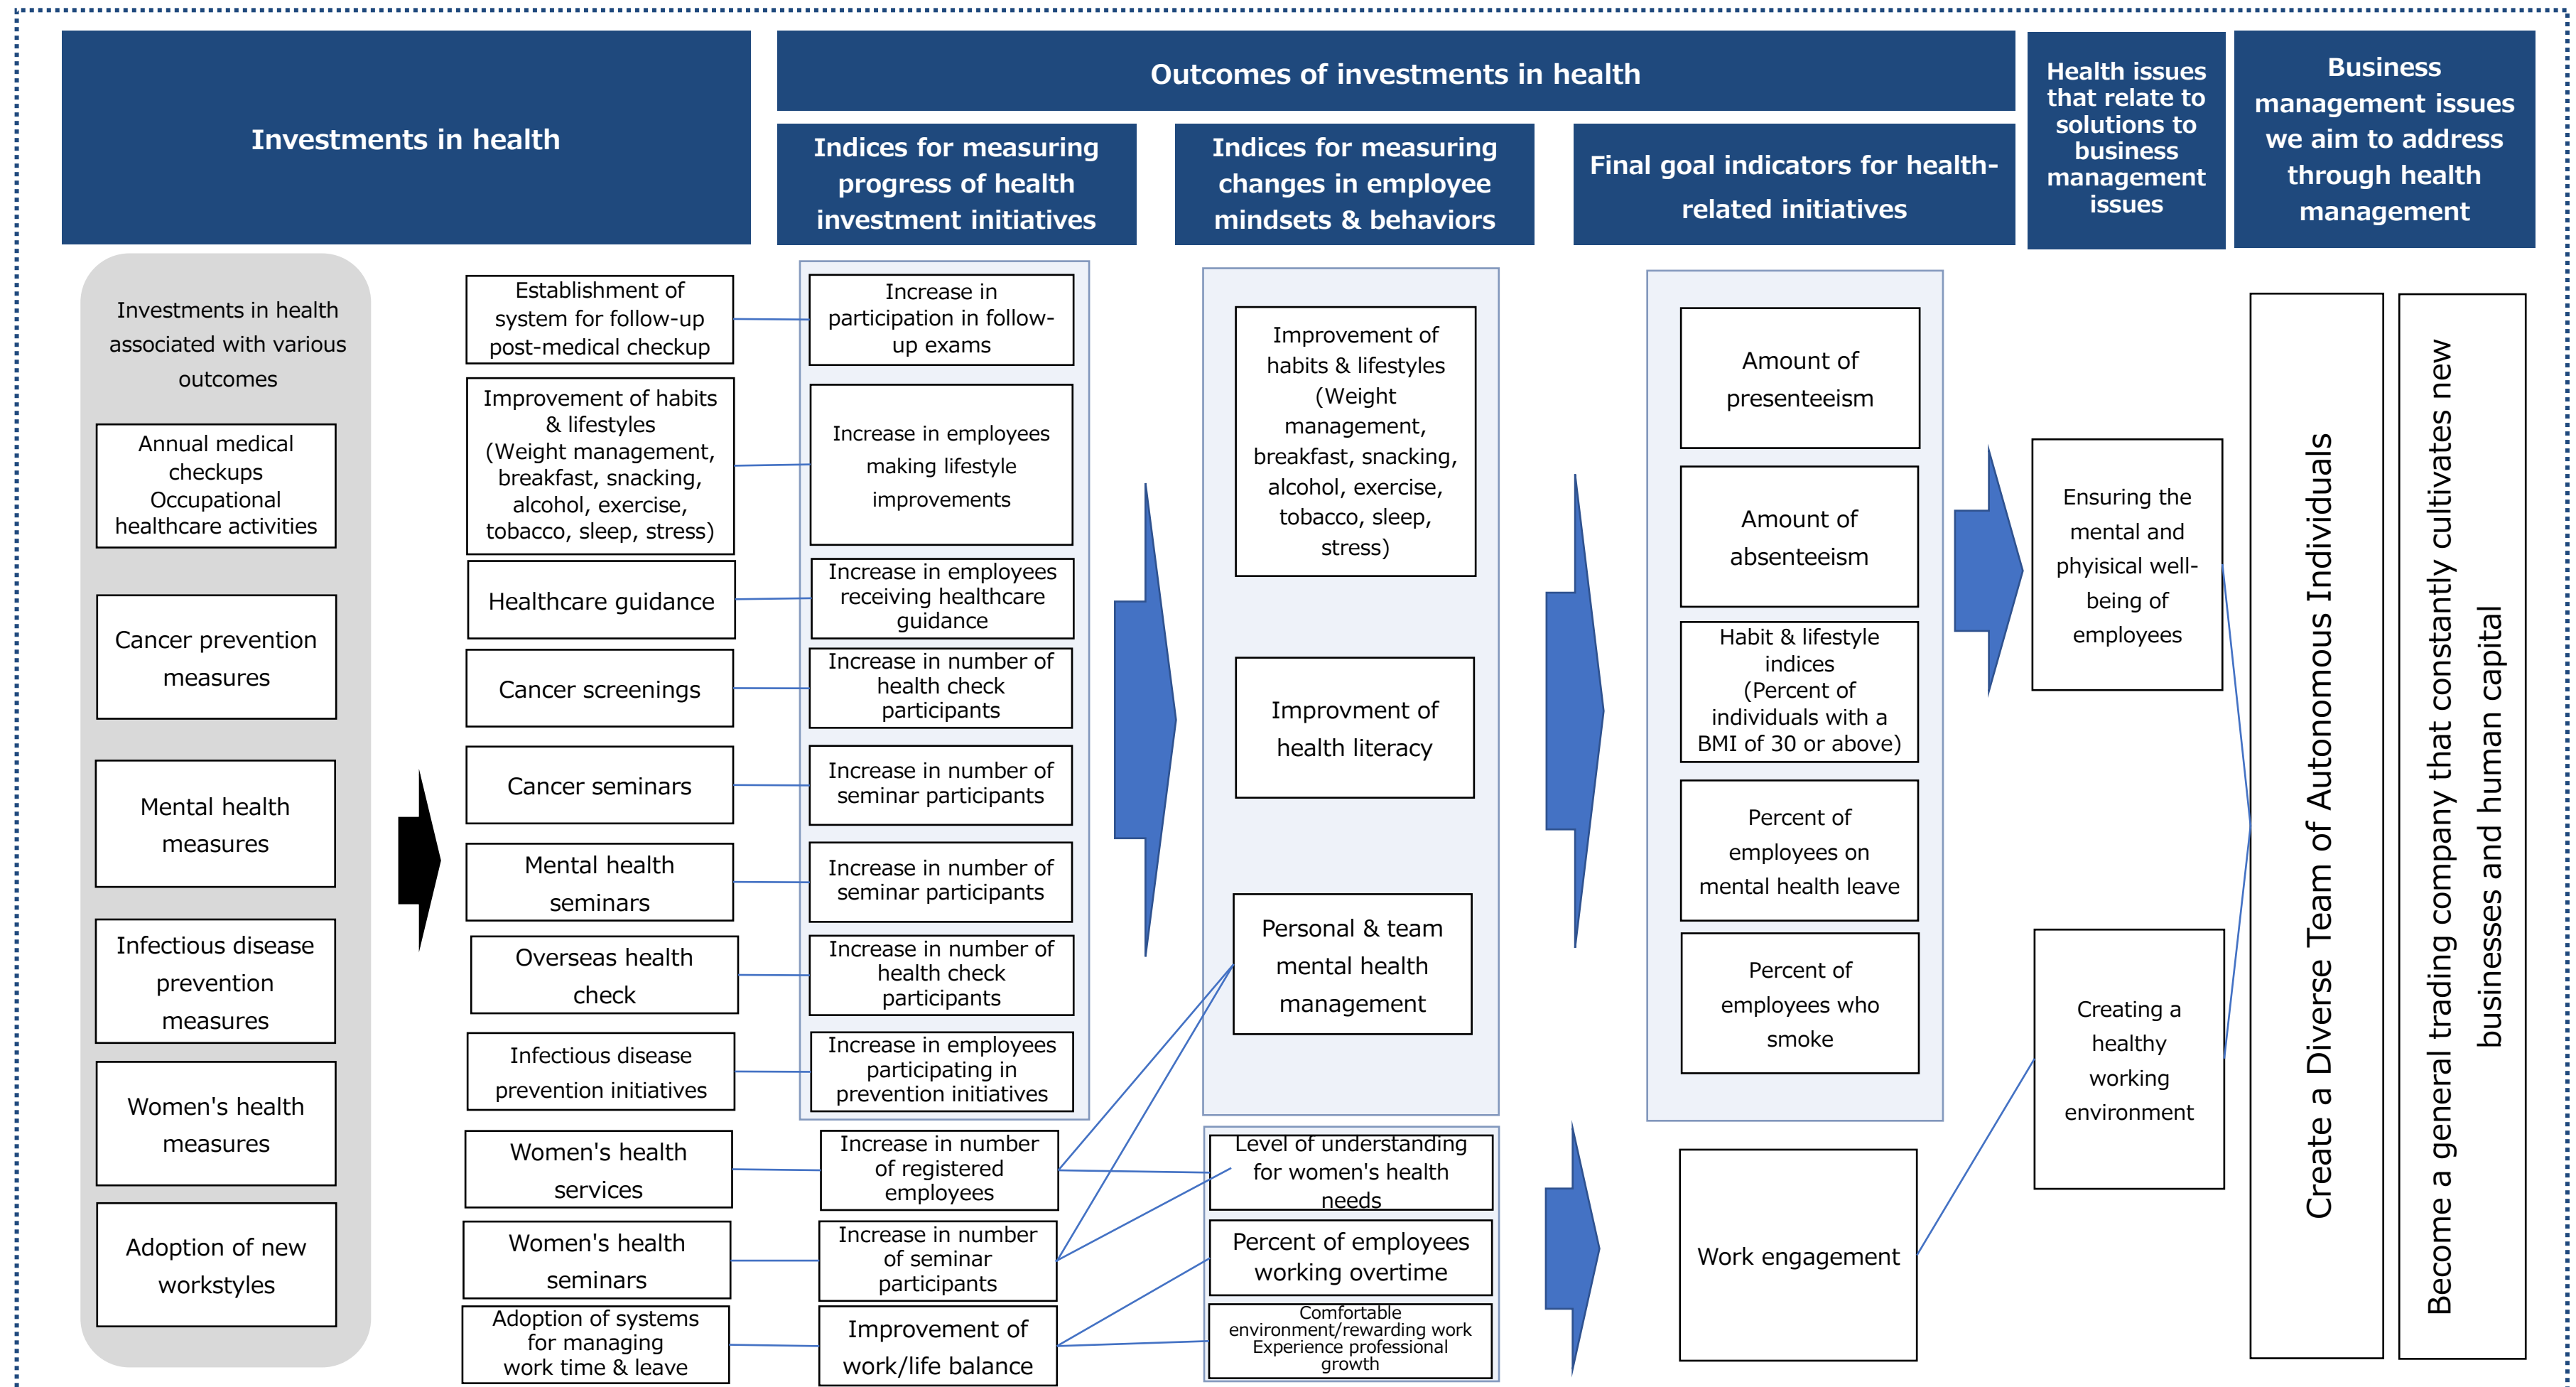 Investments in health
Outcomes of investments in health
Indices for measuring
progress of health
investment initiatives
Indices for measuring
changes in employee
mindsets & behaviors
Final goal indicators for health-
related initiatives
Health issues
that relate to
solutions to
business
management
issues
Business
management issues
we aim to address
through health
management
Investments in health
associated with various
outcomes
Annual medical
checkups
Occupational
healthcare activities
Cancer prevention
measures
Mental health
measures
Infectious disease
prevention
measures
Women's health
measures
Adoption of new
workstyles
Establishment of
system for follow-up
post-medical checkup
Improvement of habits
& lifestyles
(Weight management,
breakfast, snacking,
alcohol, exercise,
tobacco, sleep, stress)
Healthcare guidance
Cancer screenings
Cancer seminars
Mental health
seminars
Overseas health
check
Infectious disease
prevention initiatives
Women's health
services
Women's health
seminars
Adoption of systems
for managing
work time & leave
Increase in
participation in follow-
up exams
Increase in employees
making lifestyle
improvements
Increase in employees
receiving healthcare
guidance
Increase in number of
health check
participants
Increase in number of
seminar participants
Increase in number of
seminar participants
Increase in number of
health check
participants
Increase in employees
participating in
prevention initiatives
Increase in number
of registered
employees
Increase in number
of seminar
participants
Improvement of
work/life balance
Improvement of
habits & lifestyles
(Weight
management,
breakfast, snacking,
alcohol, exercise,
tobacco, sleep,
stress)
Improvment of
health literacy
Personal & team
mental health
management
Level of understanding
for women's health
needs
Percent of employees
working overtime
Comfortable
environment/rewarding work
Experience professional
growth
Amount of
presenteeism
Amount of
absenteeism
Habit & lifestyle
indices
(Percent of
individuals with a
BMI of 30 or above)
Percent of
employees on
mental health leave
Percent of
employees who
smoke
Work engagement
Ensuring the
mental and
phyisical well-
being of
employees
Creating a
healthy
working
environment
Create a Diverse Team of Autonomous Individuals
Become a general trading company that constantly cultivates new
businesses and human capital